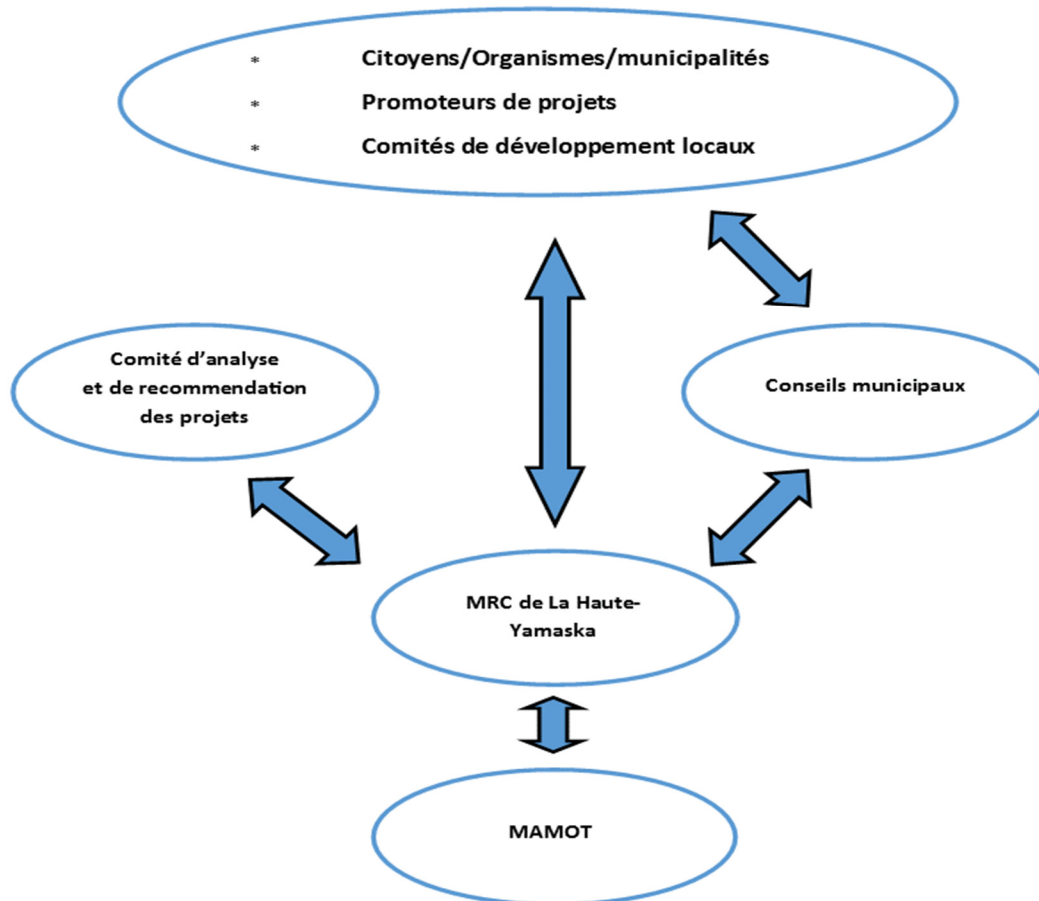 * Citoyens/Organismes/municipalités
* Promoteurs de projets
* Comités de développement locaux
Comité d'analyse
et de recommendation
des projets
Conseils municipaux
MRC de La Haute-
Yamaska
MAMOT